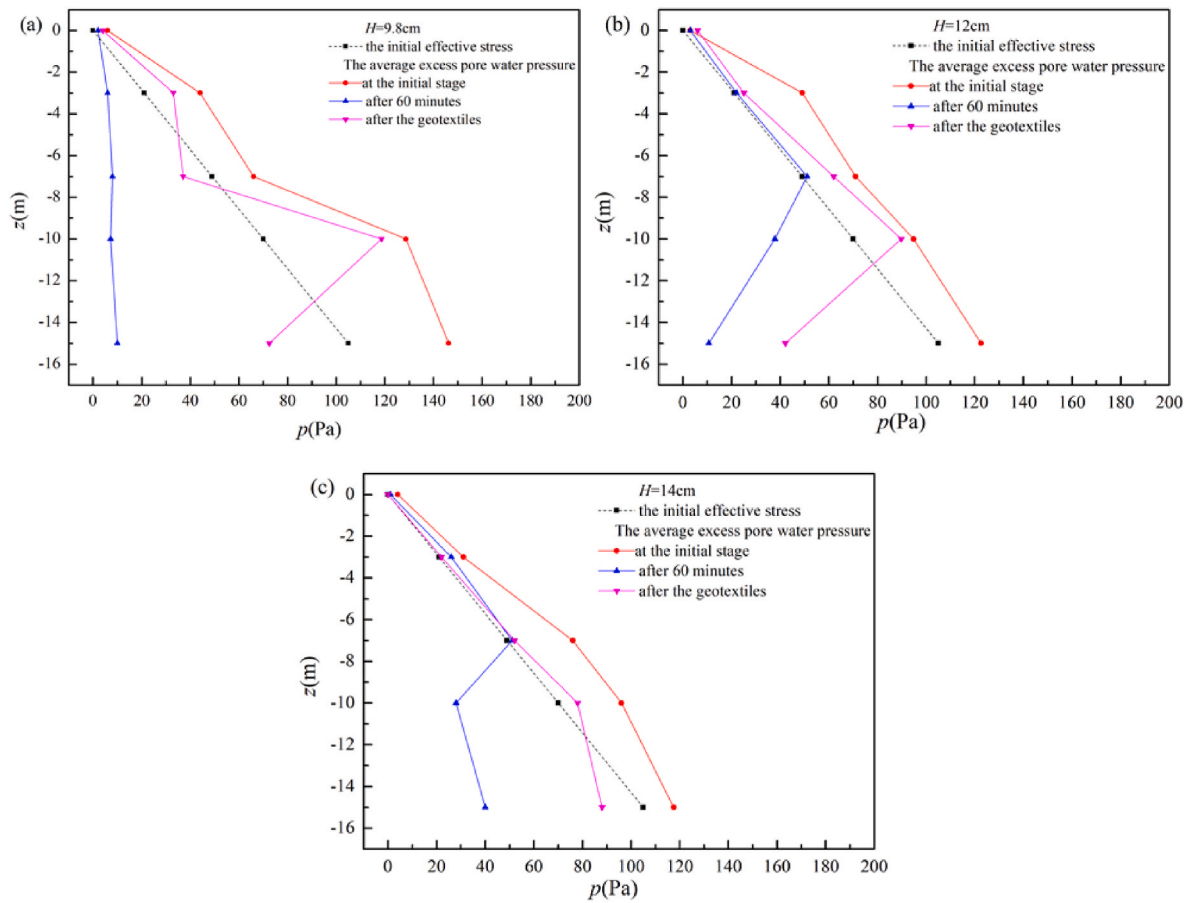 (a)
H=9.8cm
the initial effective stress
The average excess pore water pressure
at the initial stage
after 60 minutes
after the geotextiles
0
-2
-4
-6
-8
-10
-12
-14
-16
z(m)
0 20 40 60 80 100 120 140 160 180 200
p(Pa)
(b)
H=12cm
the initial effective stress
The average excess pore water pressure
at the initial stage
after 60 minutes
after the geotextiles
0
-2
-4
-6
-8
-10
-12
-14
-16
z(m)
0 20 40 60 80 100 120 140 160 180 200
p(Pa)
(c)
H=14cm
the initial effective stress
The average excess pore water pressure
at the initial stage
after 60 minutes
after the geotextiles
0
-2
-4
-6
-8
-10
-12
-14
-16
z(m)
0 20 40 60 80 100 120 140 160 180 200
p(Pa)